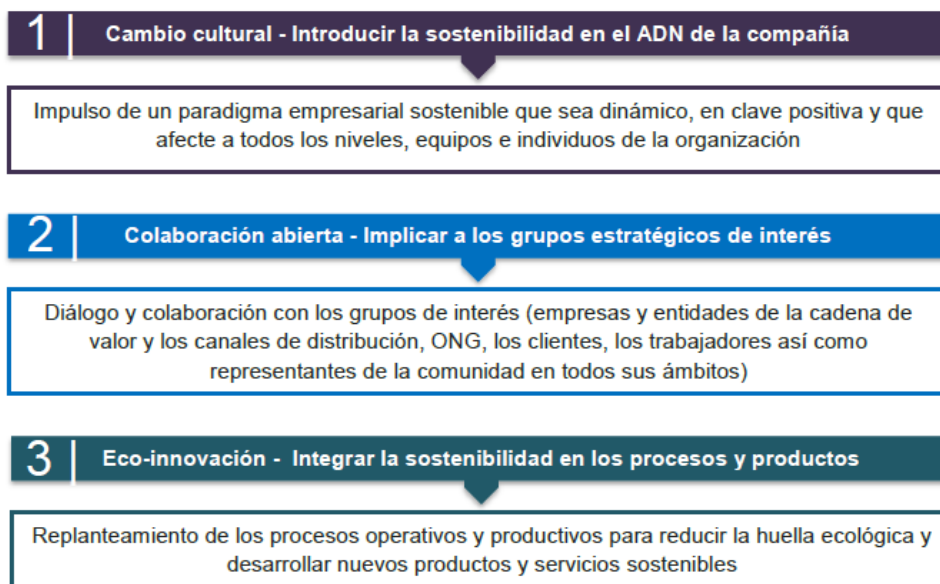 1 | Cambio cultural - Introducir la sostenibilidad en el ADN de la compañía
Impulso de un paradigma empresarial sostenible que sea dinámico, en clave positiva y que
afecte a todos los niveles, equipos e individuos de la organización
2 | Colaboración abierta - Implicar a los grupos estratégicos de interés
Diálogo y colaboración con los grupos de interés (empresas y entidades de la cadena de
valor y los canales de distribución, ONG, los clientes, los trabajadores así como
representantes de la comunidad en todos sus ámbitos)
3 | Eco-innovación - Integrar la sostenibilidad en los procesos y productos
Replanteamiento de los procesos operativos y productivos para reducir la huella ecológica y
desarrollar nuevos productos y servicios sostenibles